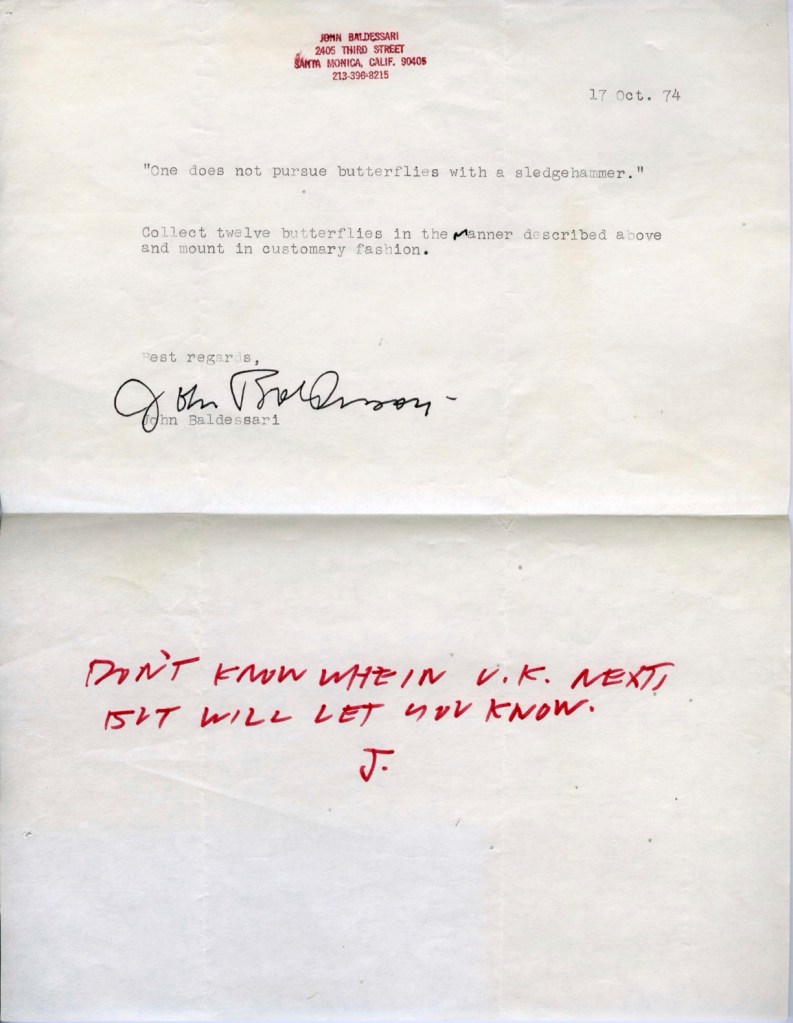 JOHN BALDESSARI
2405 THIRD STREET
SANTA MONICA, CALIF. 90405
213-396-8215
17 Oct. 74
"One does not pursue butterflies with a sledgehammer."
Collect twelve butterflies in the manner described above
and mount in customary fashion.
Best regards,
John Baldessari
John Baldessari
DON'T KNOW WHEN IN U.K. NEXT,
BUT WILL LET YOU KNOW.
J.